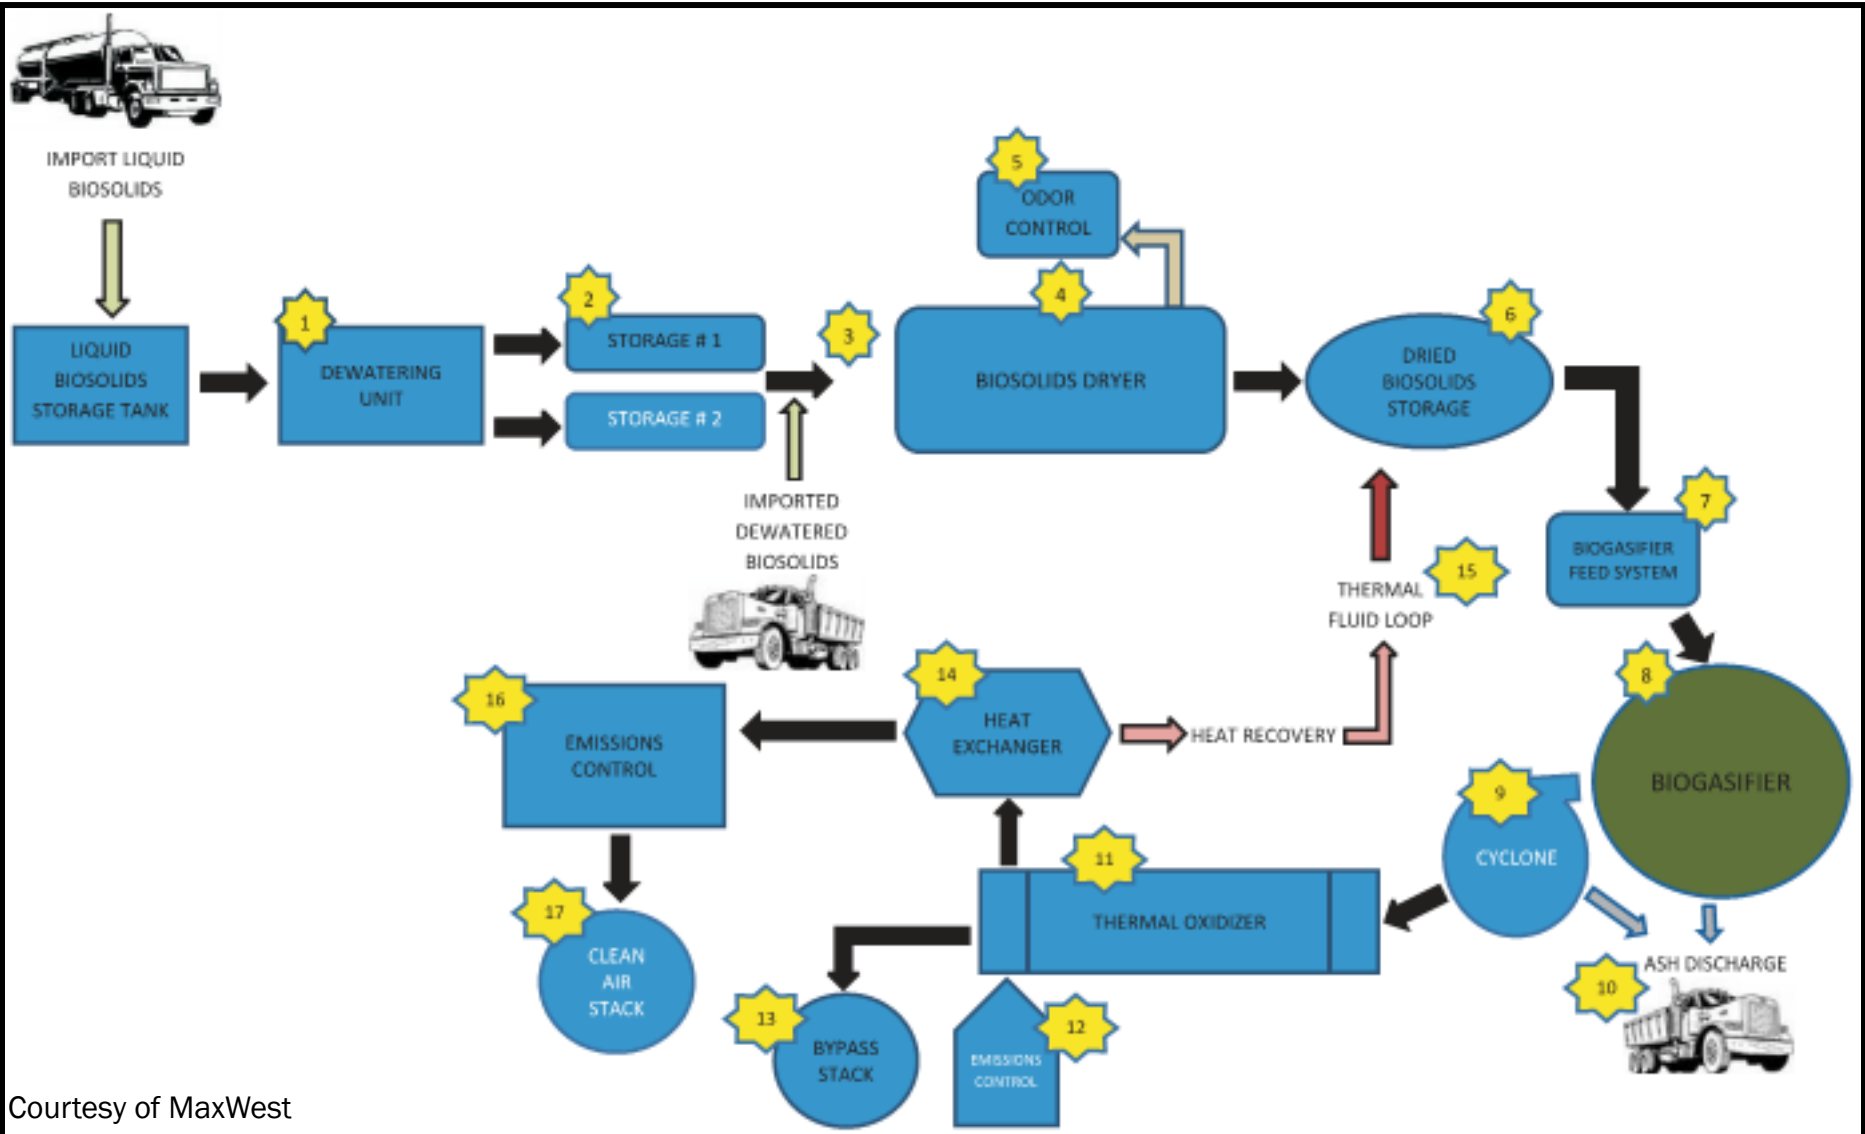 IMPORT LIQUID
BIOSOLIDS
LIQUID
BIOSOLIDS
STORAGE TANK
1
DEWATERING
UNIT
2
STORAGE # 1
STORAGE # 2
3
IMPORTED
DEWATERED
BIOSOLIDS
4
BIOSOLIDS DRYER
5
ODOR
CONTROL
6
DRIED
BIOSOLIDS
STORAGE
7
BIOGASIFIER
FEED SYSTEM
8
BIOGASIFIER
9
CYCLONE
10
ASH DISCHARGE
11
THERMAL OXIDIZER
12
EMISSIONS
CONTROL
13
BYPASS
STACK
14
HEAT
EXCHANGER
HEAT RECOVERY
15
THERMAL
FLUID LOOP
16
EMISSIONS
CONTROL
17
CLEAN
AIR
STACK
Courtesy of MaxWest